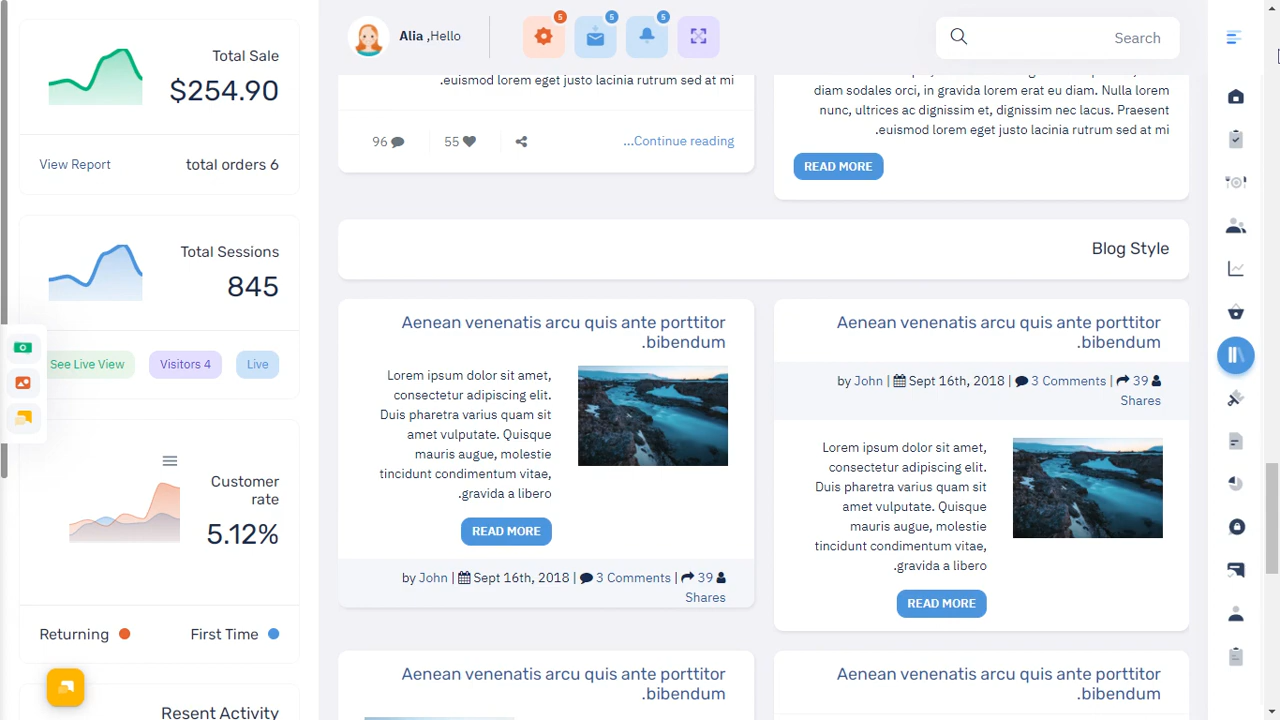 Total Sale
$254.90
View Report
total orders 6
Total Sessions
845
See Live View
Visitors 4
Live
Customer
rate
5.12%
Returning
First Time
Resent Activity
Alia ,Hello
5
5
5
Search
.euismod lorem eget justo lacinia rutrum sed at mi
96
55
...Continue reading
diam sodales orci, in gravida lorem erat eu diam. Nulla lorem
nunc, ultrices ac dignissim et, dignissim nec lacus. Praesent
.euismod lorem eget justo lacinia rutrum sed at mi
READ MORE
Blog Style
Aenean venenatis arcu quis ante porttitor
.bibendum
Lorem ipsum dolor sit amet,
consectetur adipiscing elit.
Duis pharetra varius quam sit
amet vulputate. Quisque
mauris augue, molestie
tincidunt condimentum vitae,
.gravida a libero
READ MORE
by John | Sept 16th, 2018 | 3 Comments | 39
Shares
Aenean venenatis arcu quis ante porttitor
.bibendum
by John | Sept 16th, 2018 | 3 Comments | 39
Shares
Lorem ipsum dolor sit amet,
consectetur adipiscing elit.
Duis pharetra varius quam sit
amet vulputate. Quisque
mauris augue, molestie
tincidunt condimentum vitae,
.gravida a libero
READ MORE
Aenean venenatis arcu quis ante porttitor
.bibendum
Aenean venenatis arcu quis ante porttitor
.bibendum